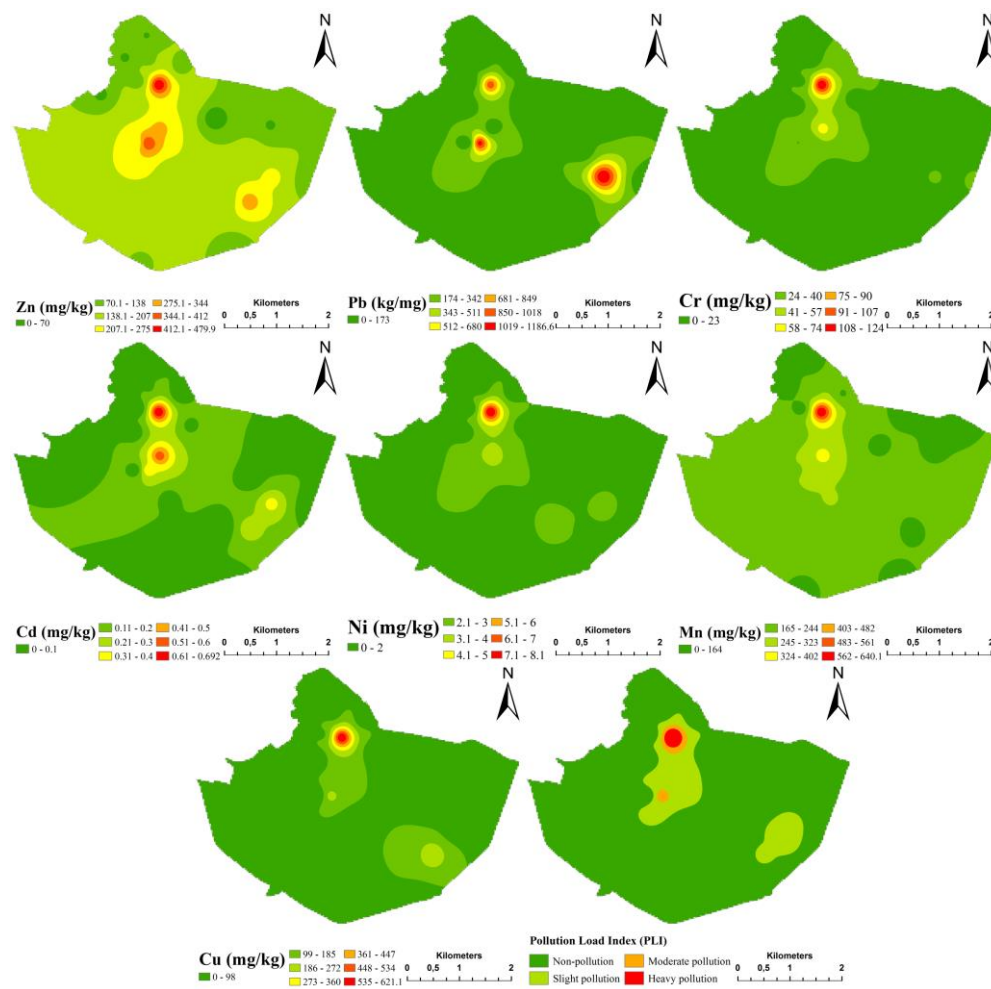 N
N
N
Zn (mg/kg)
0 - 70
70.1 - 138
138.1 - 207
207.1 - 275
275.1 - 344
344.1 - 412
412.1 - 479.9
Kilometers
0 0,5 1 2
Pb (kg/mg)
0 - 173
174 - 342
343 - 511
512 - 680
681 - 849
850 - 1018
1019 - 1186.6
Kilometers
0 0,5 1 2
Cr (mg/kg)
0 - 23
24 - 40
41 - 57
58 - 74
75 - 90
91 - 107
108 - 124
Kilometers
0 0,5 1 2
N
N
N
Cd (mg/kg)
0 - 0.1
0.11 - 0.2
0.21 - 0.3
0.31 - 0.4
0.41 - 0.5
0.51 - 0.6
0.61 - 0.692
Kilometers
0 0,5 1 2
Ni (mg/kg)
0 - 2
2.1 - 3
3.1 - 4
4.1 - 5
5.1 - 6
6.1 - 7
7.1 - 8.1
Kilometers
0 0,5 1 2
Mn (mg/kg)
0 - 164
165 - 244
245 - 323
324 - 402
403 - 482
483 - 561
562 - 640.1
Kilometers
0 0,5 1 2
N
N
Cu (mg/kg)
0 - 98
99 - 185
186 - 272
273 - 360
361 - 447
448 - 534
535 - 621.1
Kilometers
0 0,5 1 2
Pollution Load Index (PLI)
Non-pollution
Slight pollution
Moderate pollution
Heavy pollution
Kilometers
0 0,5 1 2